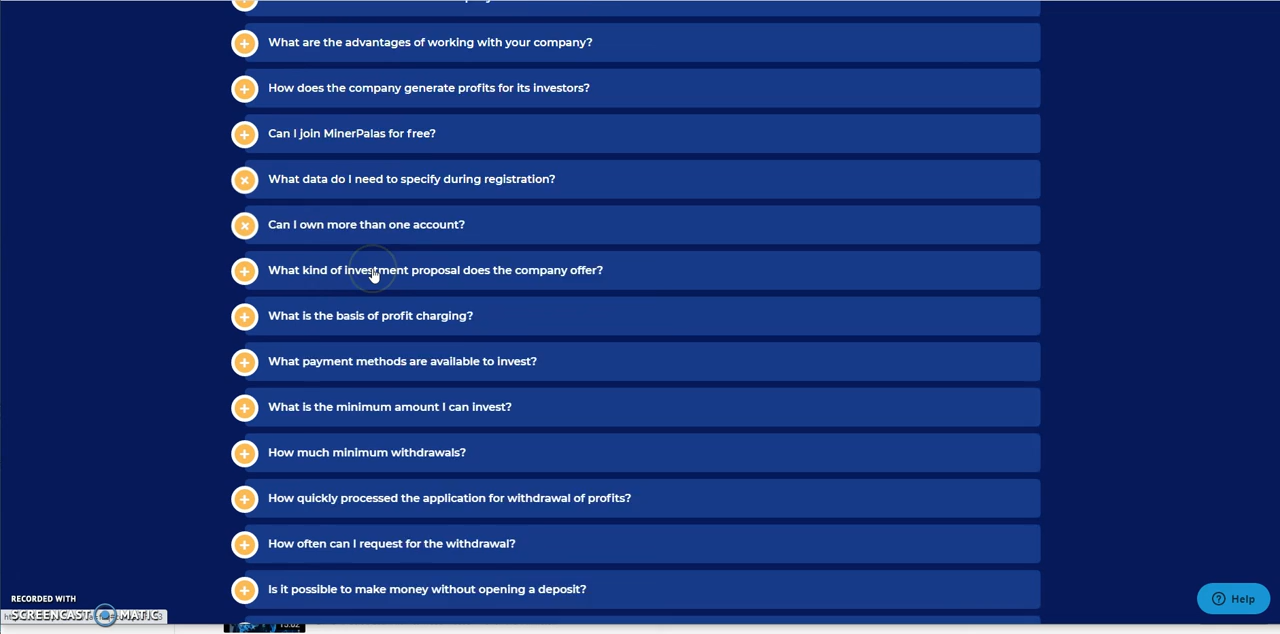 What are the advantages of working with your company?
How does the company generate profits for its investors?
Can I join MinerPalas for free?
What data do I need to specify during registration?
Can I own more than one account?
What kind of investment proposal does the company offer?
What is the basis of profit charging?
What payment methods are available to invest?
What is the minimum amount I can invest?
How much minimum withdrawals?
How quickly processed the application for withdrawal of profits?
How often can I request for the withdrawal?
Is it possible to make money without opening a deposit?
Help
RECORDED WITH
SCREENCAST MATIC